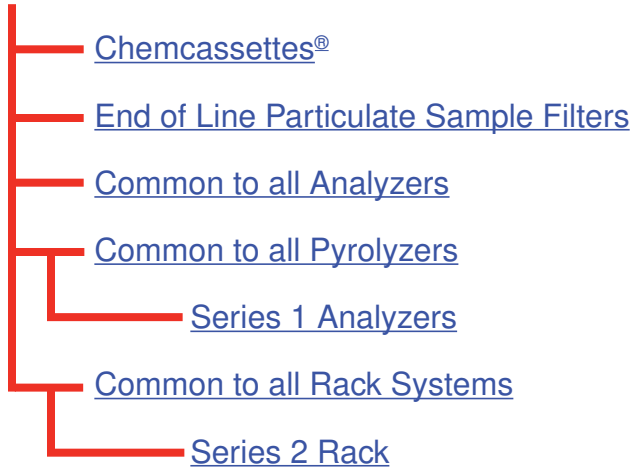 Chemcassettes®
End of Line Particulate Sample Filters
Common to all Analyzers
Common to all Pyrolyzers
Series 1 Analyzers
Common to all Rack Systems
Series 2 Rack